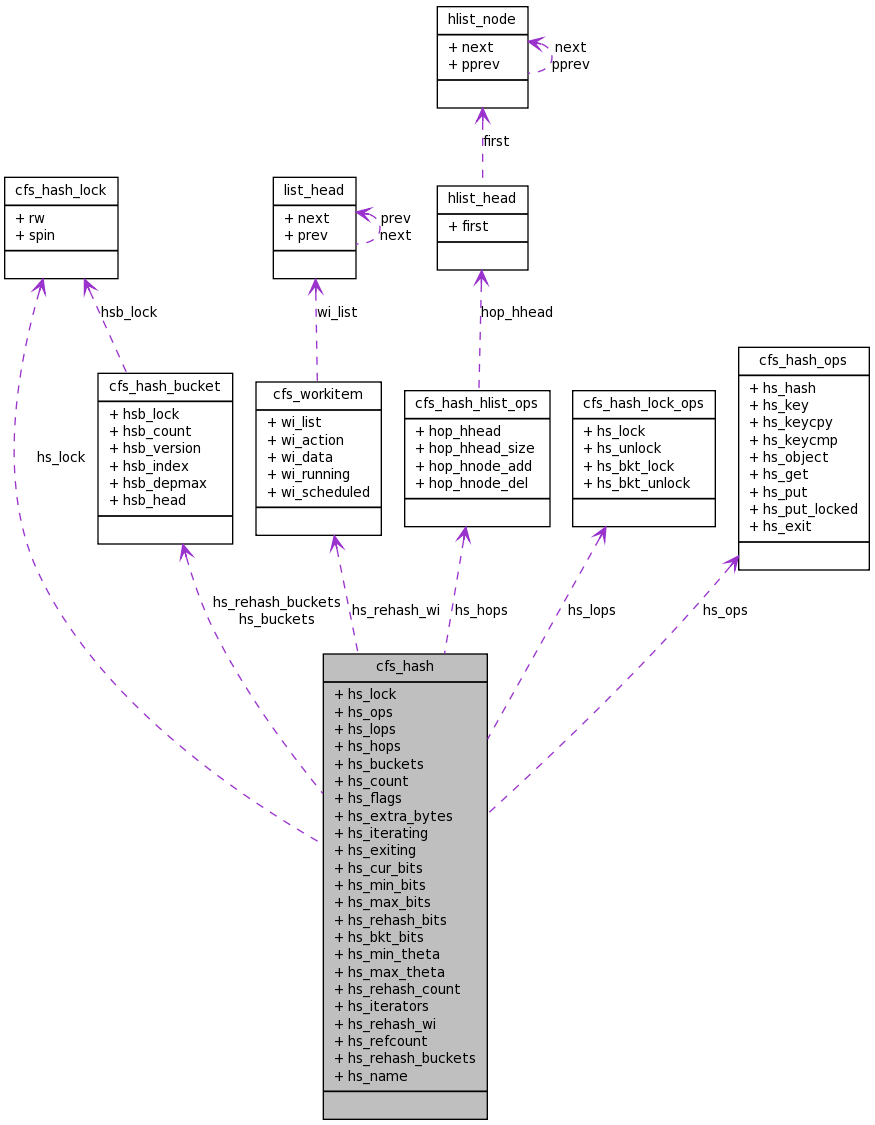 hlist_node
+ next
+ pprev
next
pprev
first
cfs_hash_lock
+ rw
+ spin
list_head
+ next
+ prev
prev
next
hlist_head
+ first
hsb_lock
wi_list
hop_hhead
cfs_hash_ops
+ hs_hash
+ hs_key
+ hs_keycpy
+ hs_keycmp
+ hs_object
+ hs_get
+ hs_put
+ hs_put_locked
+ hs_exit
hs_lock
cfs_hash_bucket
+ hsb_lock
+ hsb_count
+ hsb_version
+ hsb_index
+ hsb_depmax
+ hsb_head
cfs_workitem
+ wi_list
+ wi_action
+ wi_data
+ wi_running
+ wi_scheduled
cfs_hash_hlist_ops
+ hop_hhead
+ hop_hhead_size
+ hop_hnode_add
+ hop_hnode_del
cfs_hash_lock_ops
+ hs_lock
+ hs_unlock
+ hs_bkt_lock
+ hs_bkt_unlock
hs_rehash_buckets
hs_buckets
hs_rehash_wi
hs_hops
hs_lops
hs_ops
cfs_hash
+ hs_lock
+ hs_ops
+ hs_lops
+ hs_hops
+ hs_buckets
+ hs_count
+ hs_flags
+ hs_extra_bytes
+ hs_iterating
+ hs_exiting
+ hs_cur_bits
+ hs_min_bits
+ hs_max_bits
+ hs_rehash_bits
+ hs_bkt_bits
+ hs_min_theta
+ hs_max_theta
+ hs_rehash_count
+ hs_iterators
+ hs_rehash_wi
+ hs_refcount
+ hs_rehash_buckets
+ hs_name